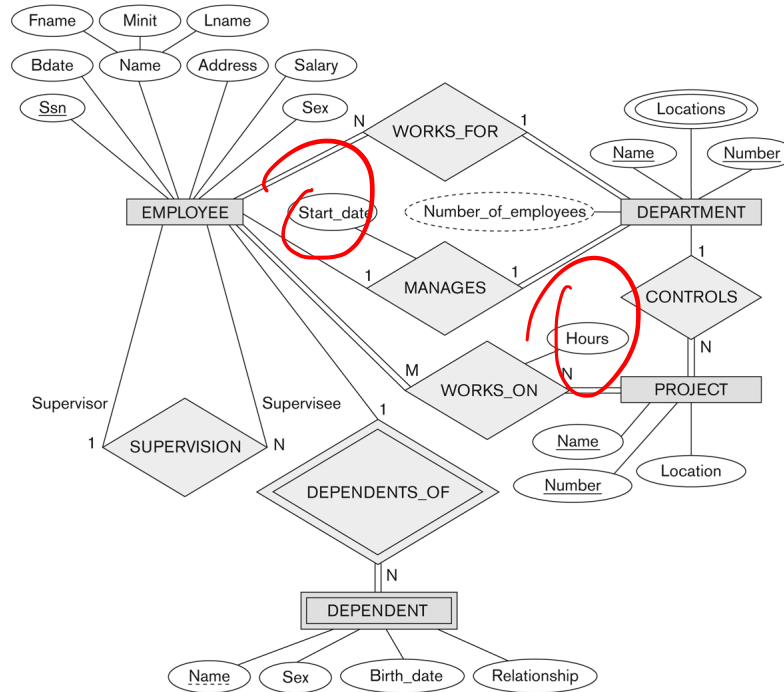 Fname Minit Lname
Bdate Name Address Salary
Ssn Sex
N WORKS_FOR 1
Locations
Name Number
EMPLOYEE Start_date Number_of_employees DEPARTMENT
1 MANAGES 1
1
CONTROLS
N
Hours
M WORKS_ON N
PROJECT
Supervisor Supervisee
1 SUPERVISION N
1
Name
Number Location
DEPENDENTS_OF
N
DEPENDENT
Name Sex Birth_date Relationship